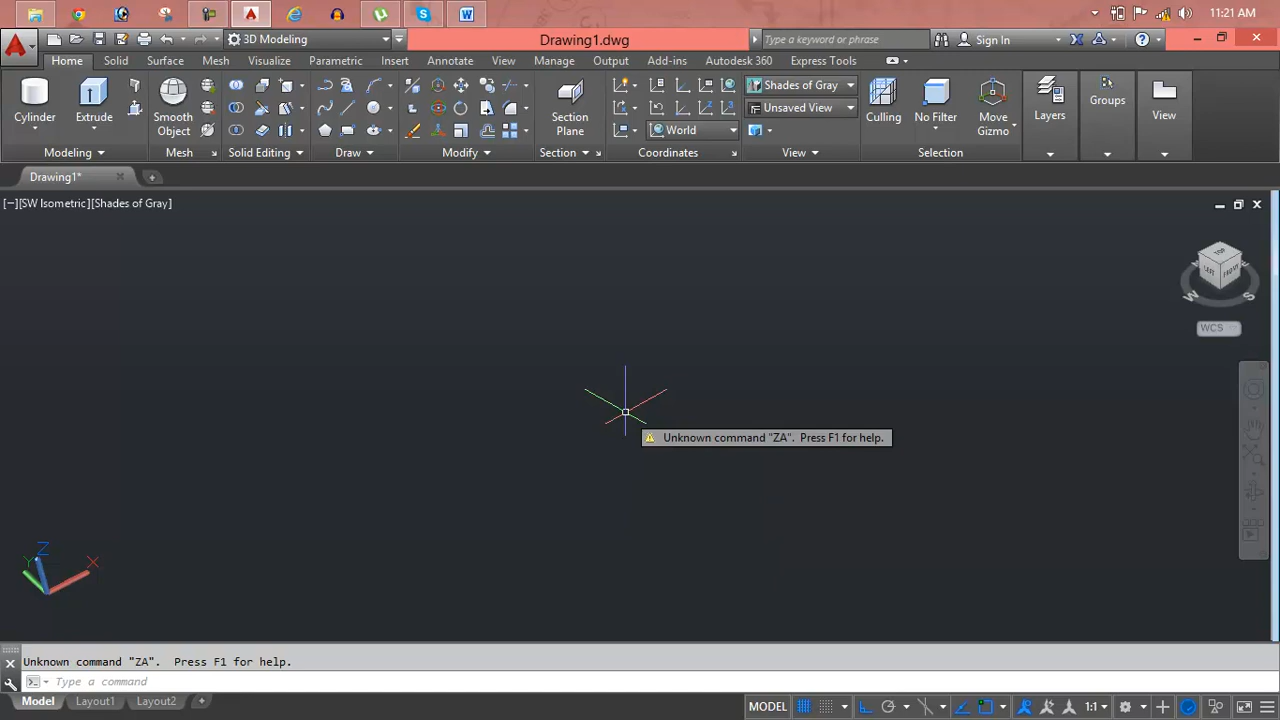 11:21 AM
3D Modeling
Drawing1.dwg
Type a keyword or phrase
Sign In
Home Solid Surface Mesh Visualize Parametric Insert Annotate View Manage Output Add-ins Autodesk 360 Express Tools
Cylinder
Extrude
Smooth
Object
Section
Plane
World
Shades of Gray
Unsaved View
Culling
No Filter
Move
Gizmo
Layers
Groups
View
Modeling
Mesh
Solid Editing
Draw
Modify
Section
Coordinates
View
Selection
Drawing1*
[−][SW Isometric][Shades of Gray]
TOP
LEFT
FRONT
W
S
WCS
Unknown command "ZA".  Press F1 for help.
Z
Y
X
Unknown command "ZA".  Press F1 for help.
Type a command
Model Layout1 Layout2
MODEL
1:1